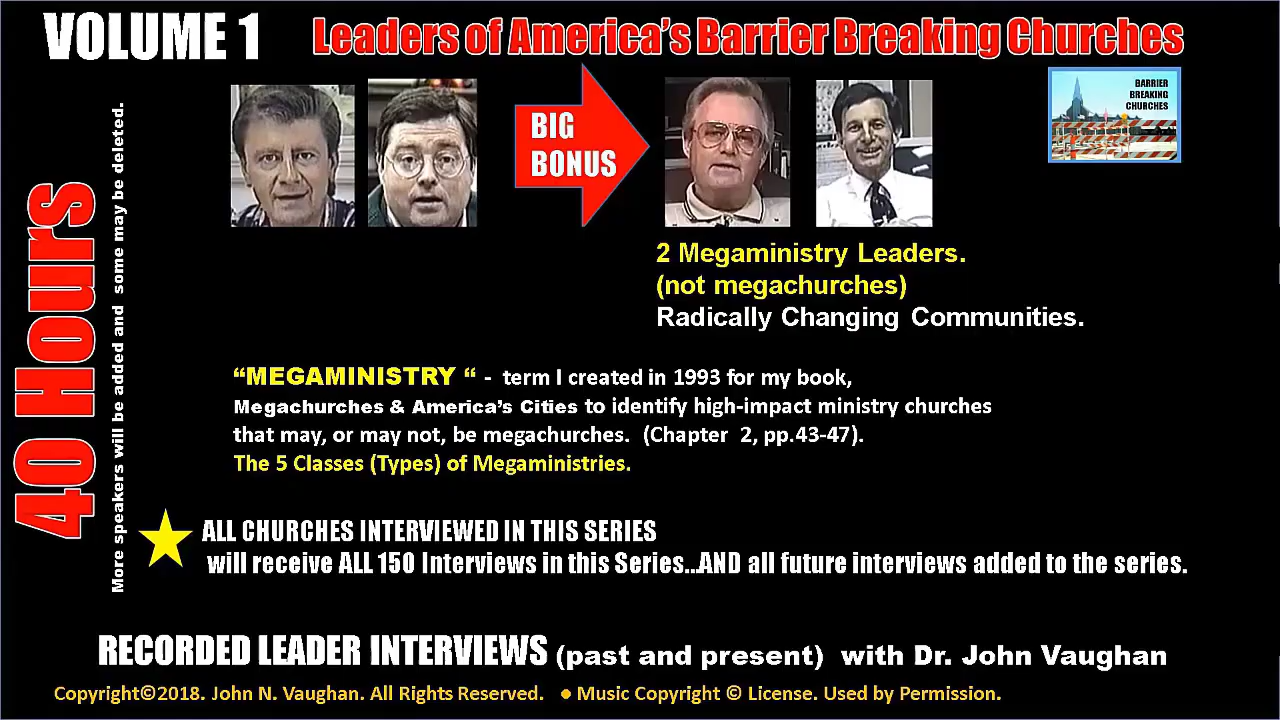 VOLUME 1
Leaders of America's Barrier Breaking Churches
40 Hours
More speakers will be added and some may be deleted.
BIG
BONUS
BARRIER
BREAKING
CHURCHES
2 Megaministry Leaders.
(not megachurches)
Radically Changing Communities.
“MEGAMINISTRY “ - term I created in 1993 for my book,
Megachurches & America's Cities to identify high-impact ministry churches
that may, or may not, be megachurches. (Chapter 2, pp.43-47).
The 5 Classes (Types) of Megaministries.
ALL CHURCHES INTERVIEWED IN THIS SERIES
will receive ALL 150 Interviews in this Series...AND all future interviews added to the series.
RECORDED LEADER INTERVIEWS (past and present) with Dr. John Vaughan
Copyright©2018. John N. Vaughan. All Rights Reserved. ● Music Copyright © License. Used by Permission.